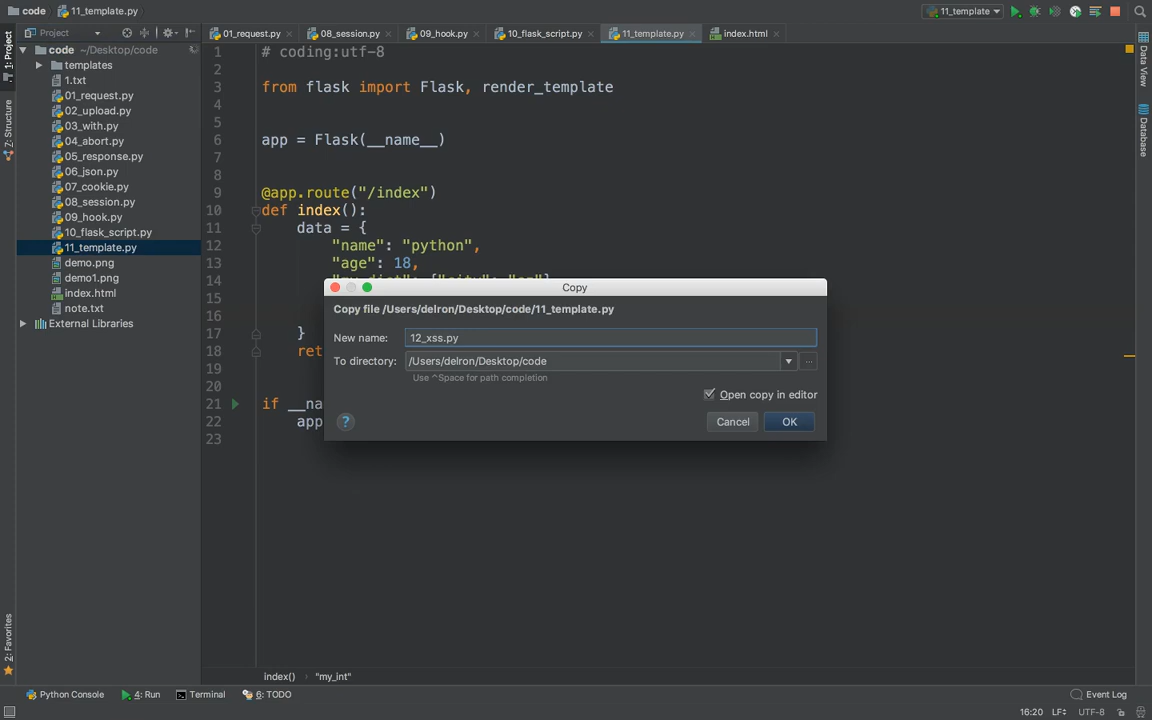 code
11_template.py
11_template
1: Project
Project
01_request.py
08_session.py
09_hook.py
10_flask_script.py
11_template.py
index.html
code ~/Desktop/code
templates
1.txt
01_request.py
02_upload.py
03_with.py
04_abort.py
05_response.py
06_json.py
07_cookie.py
08_session.py
09_hook.py
10_flask_script.py
11_template.py
demo.png
demo1.png
index.html
note.txt
External Libraries
Z: Structure
2: Favorites
Data View
Database
1 # coding:utf-8
2
3 from flask import Flask, render_template
4
5
6 app = Flask(__name__)
7
8
9 @app.route("/index")
10 def index():
11 data = {
12 "name": "python",
13 "age": 18,
14
15
16
17 }
18 ret
19
20
21 if __na
22 app
23
Copy
Copy file /Users/delron/Desktop/code/11_template.py
New name: 12_xss.py
To directory: /Users/delron/Desktop/code
Use ^Space for path completion
Open copy in editor
? Cancel OK
index() › "my_int"
Python Console
4: Run
Terminal
6: TODO
Event Log
16:20 LF÷ UTF-8